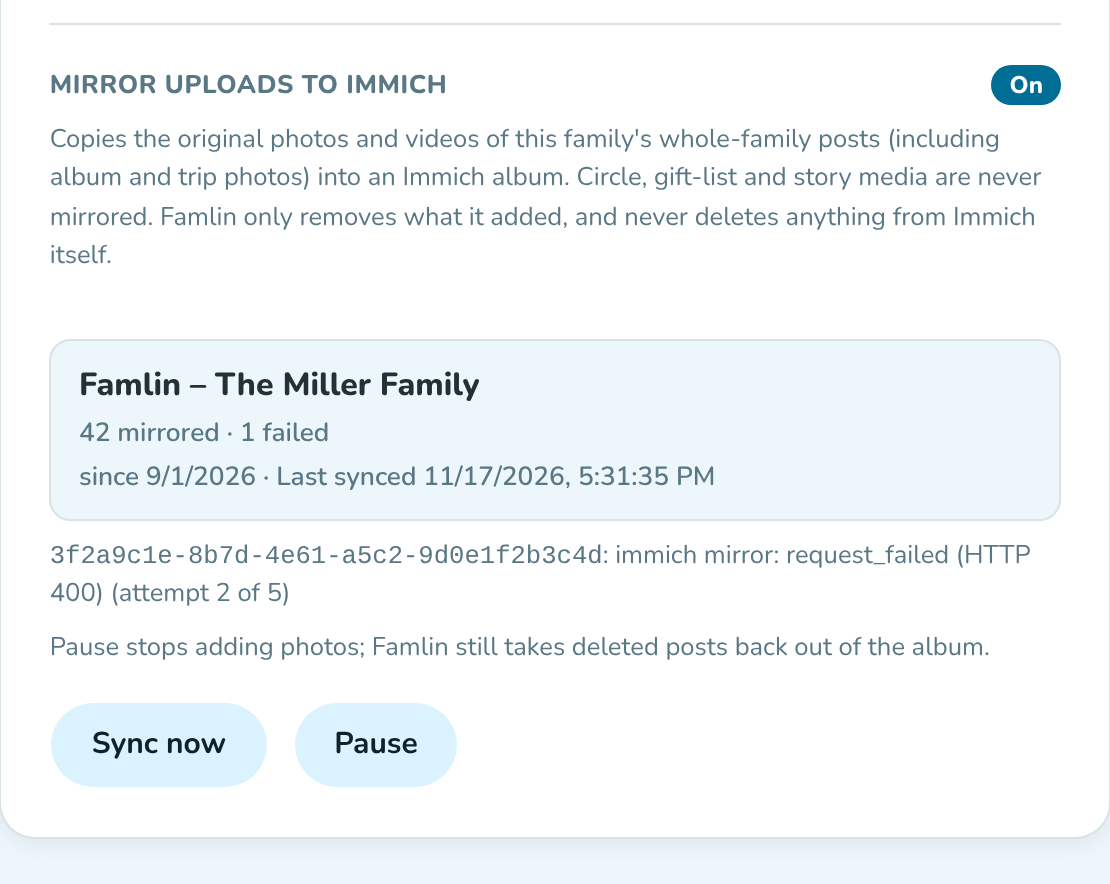 MIRROR UPLOADS TO IMMICH
On
Copies the original photos and videos of this family's whole-family posts (including
album and trip photos) into an Immich album. Circle, gift-list and story media are never
mirrored. Famlin only removes what it added, and never deletes anything from Immich
itself.
Famlin – The Miller Family
42 mirrored · 1 failed
since 9/1/2026 · Last synced 11/17/2026, 5:31:35 PM
3f2a9c1e-8b7d-4e61-a5c2-9d0e1f2b3c4d: immich mirror: request_failed (HTTP
400) (attempt 2 of 5)
Pause stops adding photos; Famlin still takes deleted posts back out of the album.
Sync now
Pause